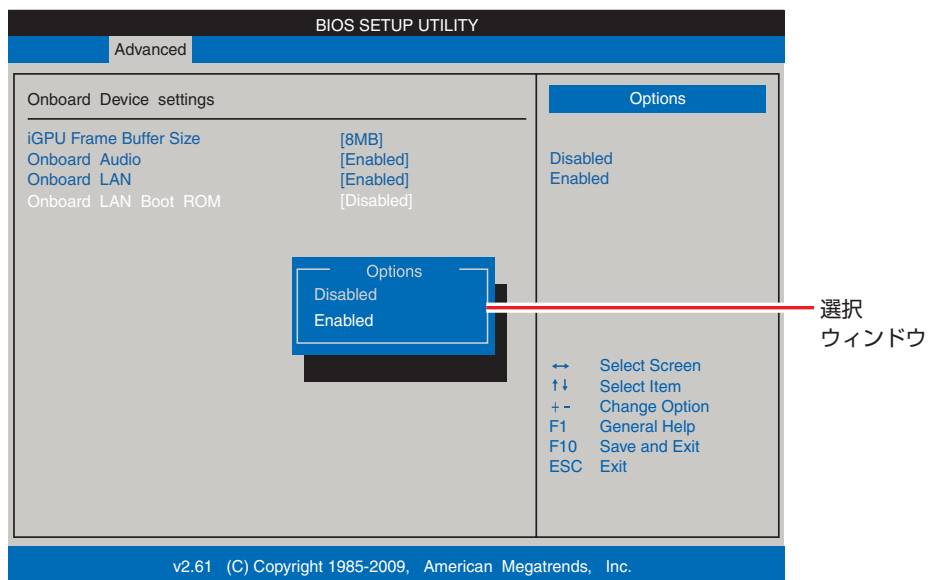 BIOS SETUP UTILITY
Advanced
Onboard Device settings
iGPU Frame Buffer Size [8MB]
Onboard Audio [Enabled]
Onboard LAN [Enabled]
Onboard LAN Boot ROM [Disabled]
Options
Disabled
Enabled
Options
Disabled
Enabled
選択
ウィンドウ
↔ Select Screen
↑↓ Select Item
+ - Change Option
F1 General Help
F10 Save and Exit
ESC Exit
v2.61 (C) Copyright 1985-2009, American Megatrends, Inc.